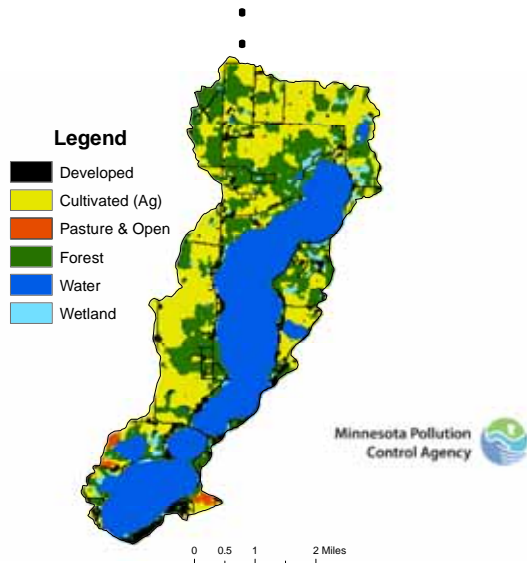 Legend
Developed
Cultivated (Ag)
Pasture & Open
Forest
Water
Wetland
Minnesota Pollution
Control Agency
0 0.5 1 2 Miles